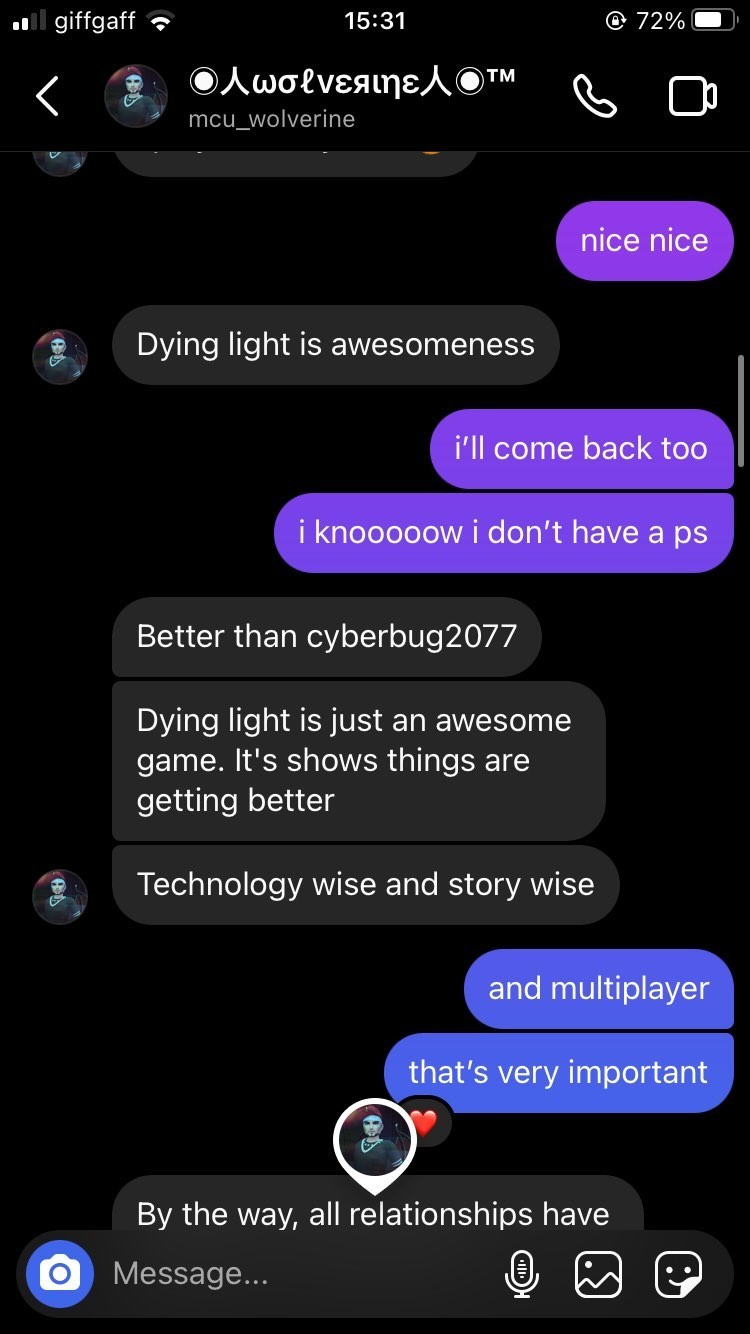 giffgaff 15:31 72%
◉人ωσℓvεяιηε人◉™
mcu_wolverine
nice nice
Dying light is awesomeness
i’ll come back too
i knooooow i don’t have a ps
Better than cyberbug2077
Dying light is just an awesome
game. It's shows things are
getting better
Technology wise and story wise
and multiplayer
that’s very important
By the way, all relationships have
Message...